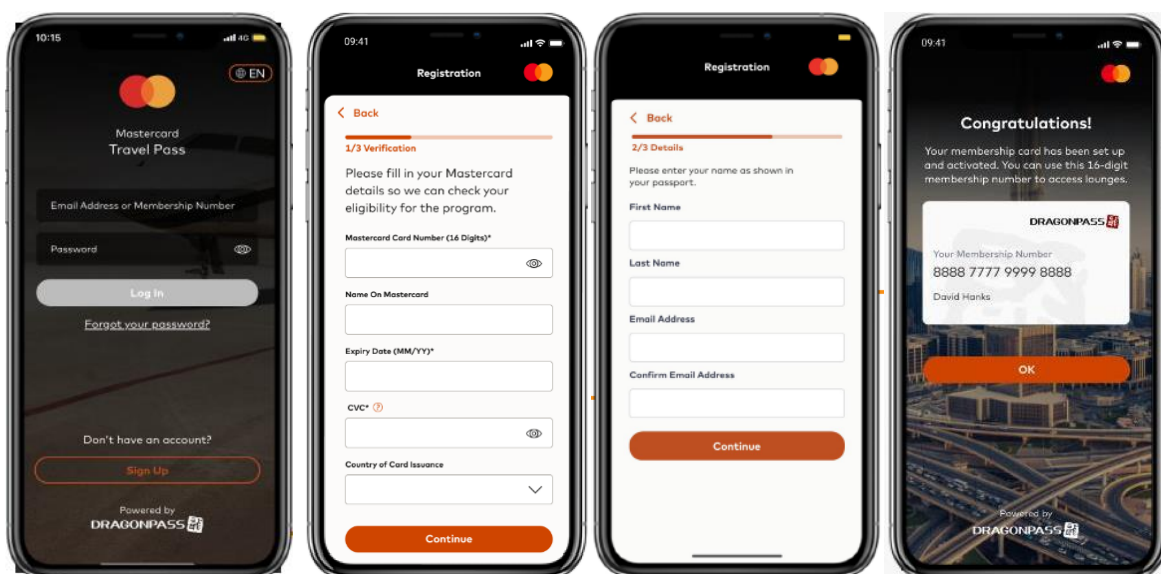 10:15
4G
EN
Mastercard
Travel Pass
Email Address or Membership Number
Password
Log In
Forgot your password?
Don't have an account?
Sign Up
Powered by
DRAGONPASS
09:41
Registration
Back
1/3 Verification
Please fill in your Mastercard
details so we can check your
eligibility for the program.
Mastercard Card Number (16 Digits)*
Name On Mastercard
Expiry Date (MM/YY)*
CVC* ?
Country of Card Issuance
Continue
Registration
Back
2/3 Details
Please enter your name as shown in
your passport.
First Name
Last Name
Email Address
Confirm Email Address
Continue
09:41
Congratulations!
Your membership card has been set up
and activated. You can use this 16-digit
membership number to access lounges.
DRAGONPASS
Your Membership Number
8888 7777 9999 8888
David Hanks
OK
Powered by
DRAGONPASS